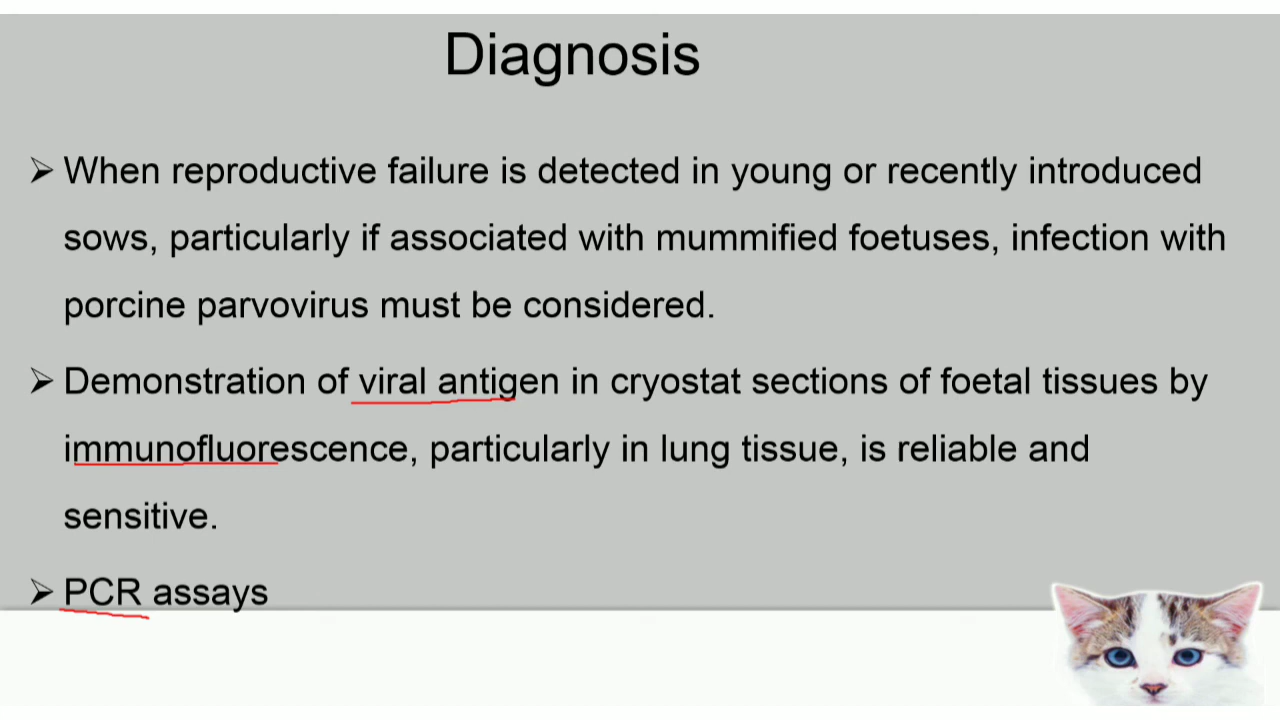 Diagnosis
➢ When reproductive failure is detected in young or recently introduced
sows, particularly if associated with mummified foetuses, infection with
porcine parvovirus must be considered.
➢ Demonstration of viral antigen in cryostat sections of foetal tissues by
immunofluorescence, particularly in lung tissue, is reliable and
sensitive.
➢ PCR assays